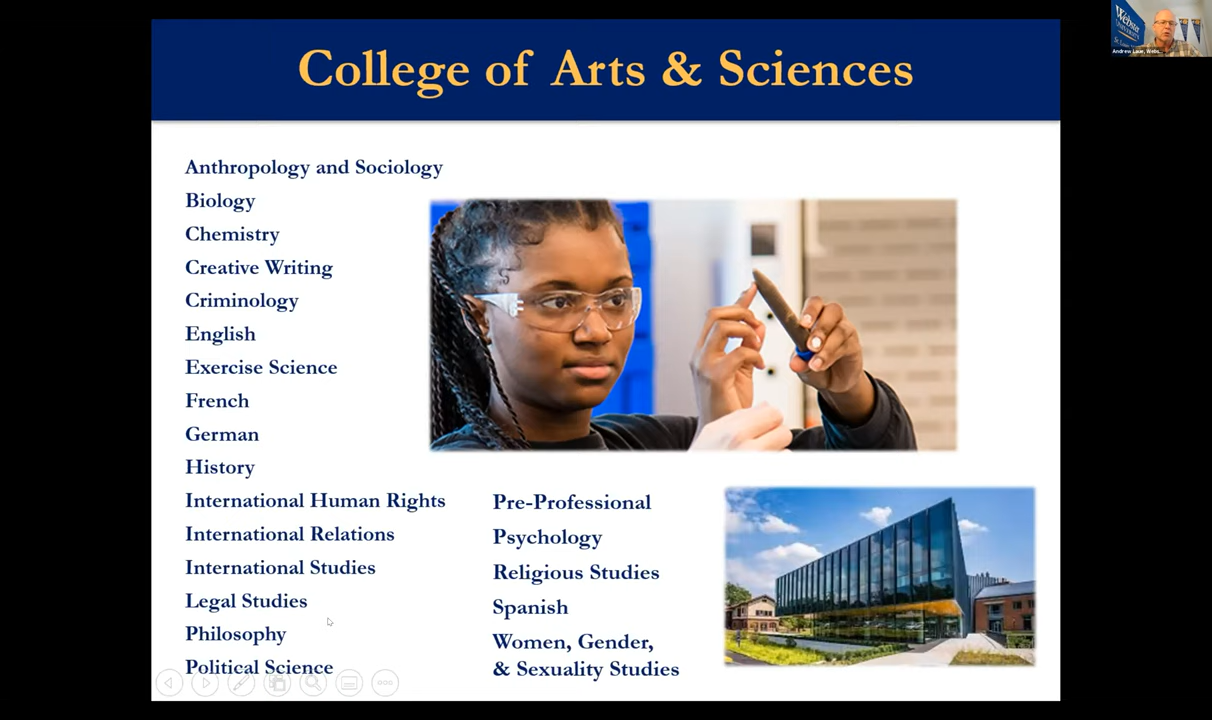 College of Arts & Sciences
Anthropology and Sociology
Biology
Chemistry
Creative Writing
Criminology
English
Exercise Science
French
German
History
International Human Rights
International Relations
International Studies
Legal Studies
Philosophy
Political Science
Pre-Professional
Psychology
Religious Studies
Spanish
Women, Gender,
& Sexuality Studies
Webster
UNIVERSITY